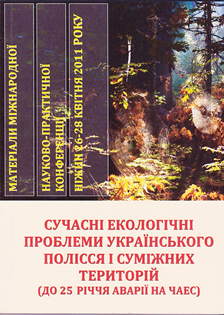 МАТЕРІАЛИ МІЖНАРОДНОЇ
НАУКОВО-ПРАКТИЧНОЇ
КОНФЕРЕНЦІЇ
НІЖИН 26-28 КВІТНЯ 2011 РОКУ
СУЧАСНІ ЕКОЛОГІЧНІ
ПРОБЛЕМИ УКРАЇНСЬКОГО
ПОЛІССЯ І СУМІЖНИХ
ТЕРИТОРІЙ
(ДО 25 РІЧЧЯ АВАРІЇ НА ЧАЕС)